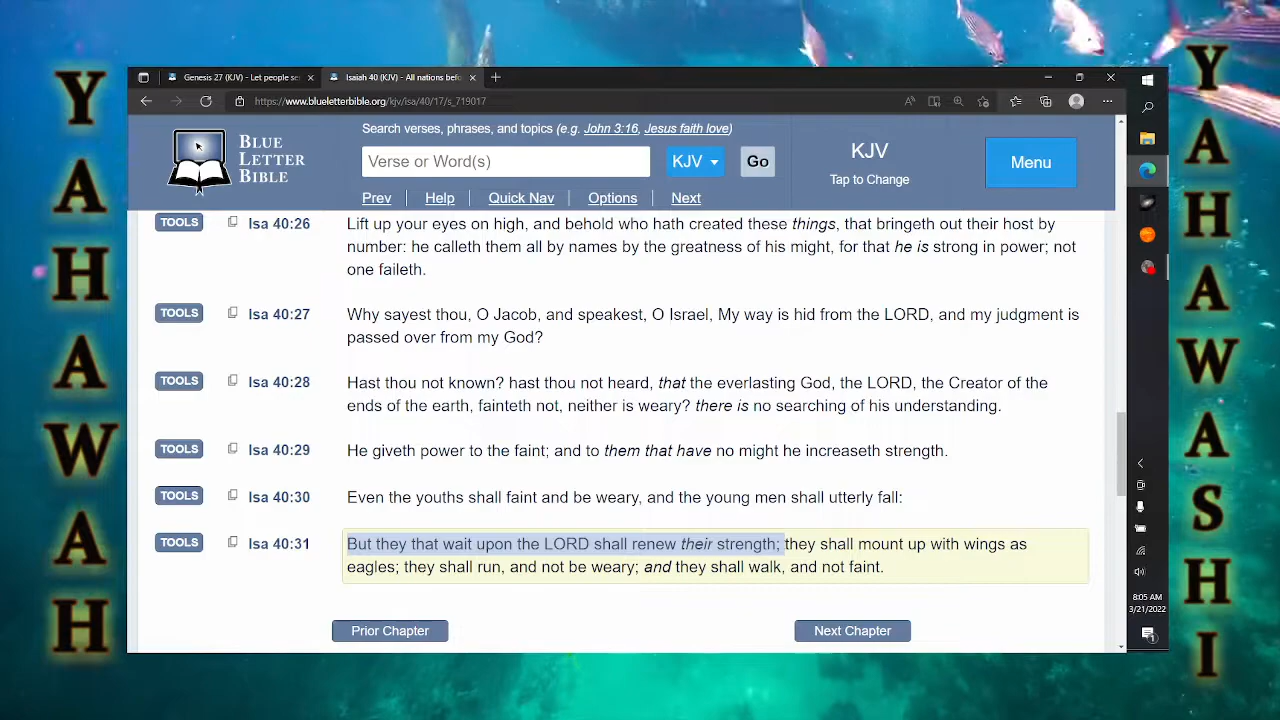 YAHAWAH
Genesis 27 (KJV) - Let people se
Isaiah 40 (KJV) - All nations befo
https://www.blueletterbible.org/kjv/isa/40/17/s_719017
BLUE
LETTER
BIBLE
Search verses, phrases, and topics (e.g. John 3:16, Jesus faith love)
Verse or Word(s)
KJV
Go
Prev
Help
Quick Nav
Options
Next
KJV
Tap to Change
Menu
TOOLS Isa 40:26 Lift up your eyes on high, and behold who hath created these things, that bringeth out their host by
number: he calleth them all by names by the greatness of his might, for that he is strong in power; not
one faileth.
TOOLS Isa 40:27 Why sayest thou, O Jacob, and speakest, O Israel, My way is hid from the LORD, and my judgment is
passed over from my God?
TOOLS Isa 40:28 Hast thou not known? hast thou not heard, that the everlasting God, the LORD, the Creator of the
ends of the earth, fainteth not, neither is weary? there is no searching of his understanding.
TOOLS Isa 40:29 He giveth power to the faint; and to them that have no might he increaseth strength.
TOOLS Isa 40:30 Even the youths shall faint and be weary, and the young men shall utterly fall:
TOOLS Isa 40:31 But they that wait upon the LORD shall renew their strength; they shall mount up with wings as
eagles; they shall run, and not be weary; and they shall walk, and not faint.
Prior Chapter
Next Chapter
8:05 AM
3/21/2022
1
YAHAWASHI